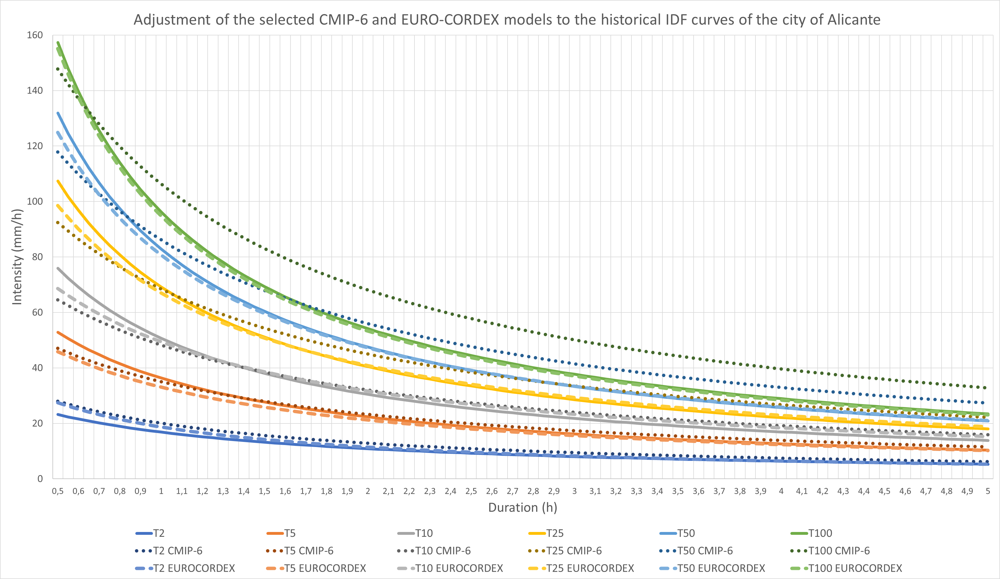 Adjustment of the selected CMIP-6 and EURO-CORDEX models to the historical IDF curves of the city of Alicante
160
140
120
100
80
60
40
20
0
Intensity (mm/h)
0,5 0,6 0,7 0,8 0,9 1 1,1 1,2 1,3 1,4 1,5 1,6 1,7 1,8 1,9 2 2,1 2,2 2,3 2,4 2,5 2,6 2,7 2,8 2,9 3 3,1 3,2 3,3 3,4 3,5 3,6 3,7 3,8 3,9 4 4,1 4,2 4,3 4,4 4,5 4,6 4,7 4,8 4,9 5
Duration (h)
T2 T5 T10 T25 T50 T100
T2 CMIP-6 T5 CMIP-6 T10 CMIP-6 T25 CMIP-6 T50 CMIP-6 T100 CMIP-6
T2 EUROCORDEX T5 EUROCORDEX T10 EUROCORDEX T25 EUROCORDEX T50 EUROCORDEX T100 EUROCORDEX